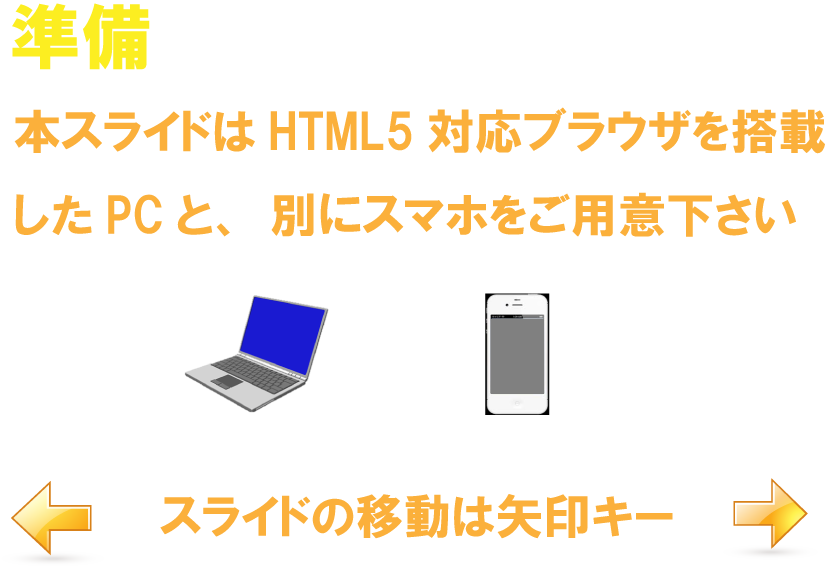 準備
本スライドは HTML5 対応ブラウザを搭載
した PC と、 別にスマホをご用意下さい
スライドの移動は矢印キー